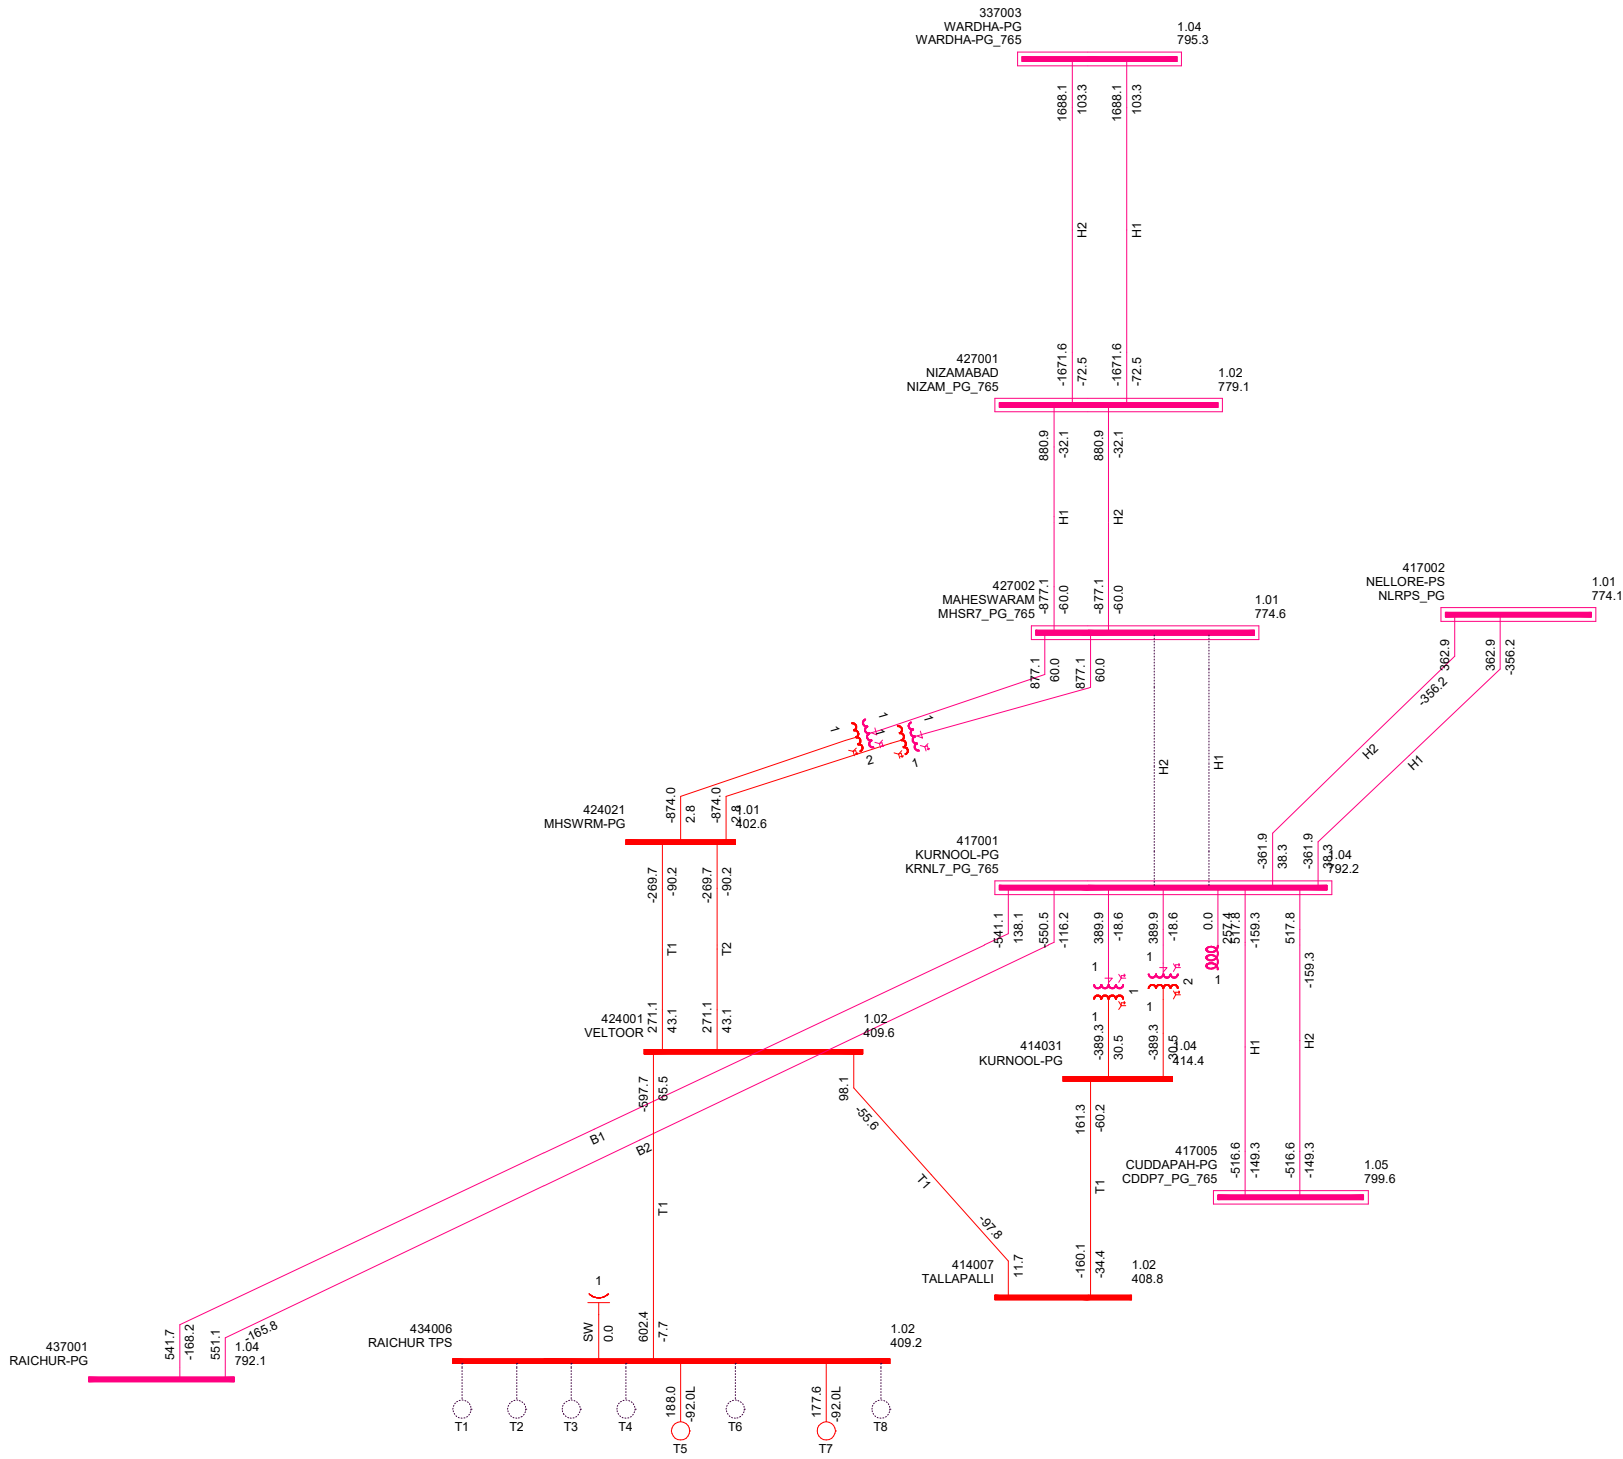 337003
WARDHA-PG
WARDHA-PG_765
1.04
795.3
1688.1
103.3
1688.1
103.3
H2
H1
-1671.6
-72.5
-1671.6
-72.5
427001
NIZAMABAD
NIZAM_PG_765
1.02
779.1
880.9
-32.1
880.9
-32.1
H1
H2
-877.1
-60.0
-877.1
-60.0
427002
MAHESWARAM
MHSR7_PG_765
1.01
774.6
877.1
60.0
877.1
60.0
417002
NELLORE-PS
NLRPS_PG
1.01
774.1
362.9
-356.2
362.9
-356.2
H2
H1
1
1
2
1
1
1
H2
H1
-874.0
2.8
-874.0
2.8
424021
MHSWRM-PG
1.01
402.6
-269.7
-90.2
-269.7
-90.2
T1
T2
271.1
43.1
271.1
43.1
-361.9
38.3
-361.9
38.3
417001
KURNOOL-PG
KRNL7_PG_765
1.04
792.2
-541.1
138.1
-550.5
-116.2
389.9
-18.6
389.9
-18.6
0.0
257.4
517.8
-159.3
517.8
-159.3
1
1
1
1
2
1
1
424001
VELTOOR
1.02
409.6
-389.3
30.5
-389.3
30.5
414031
KURNOOL-PG
1.04
414.4
H1
H2
-597.7
65.5
98.1
-55.6
161.3
-60.2
B1
B2
T1
T1
T1
-516.6
-149.3
-516.6
-149.3
417005
CUDDAPAH-PG
CDDP7_PG_765
1.05
799.6
-97.8
11.7
-160.1
-34.4
414007
TALLAPALLI
1.02
408.8
1
SW
0.0
602.4
-7.7
434006
RAICHUR TPS
1.02
409.2
541.7
-168.2
551.1
-165.8
437001
RAICHUR-PG
1.04
792.1
188.0
-92.0L
177.6
-92.0L
T1
T2
T3
T4
T5
T6
T7
T8